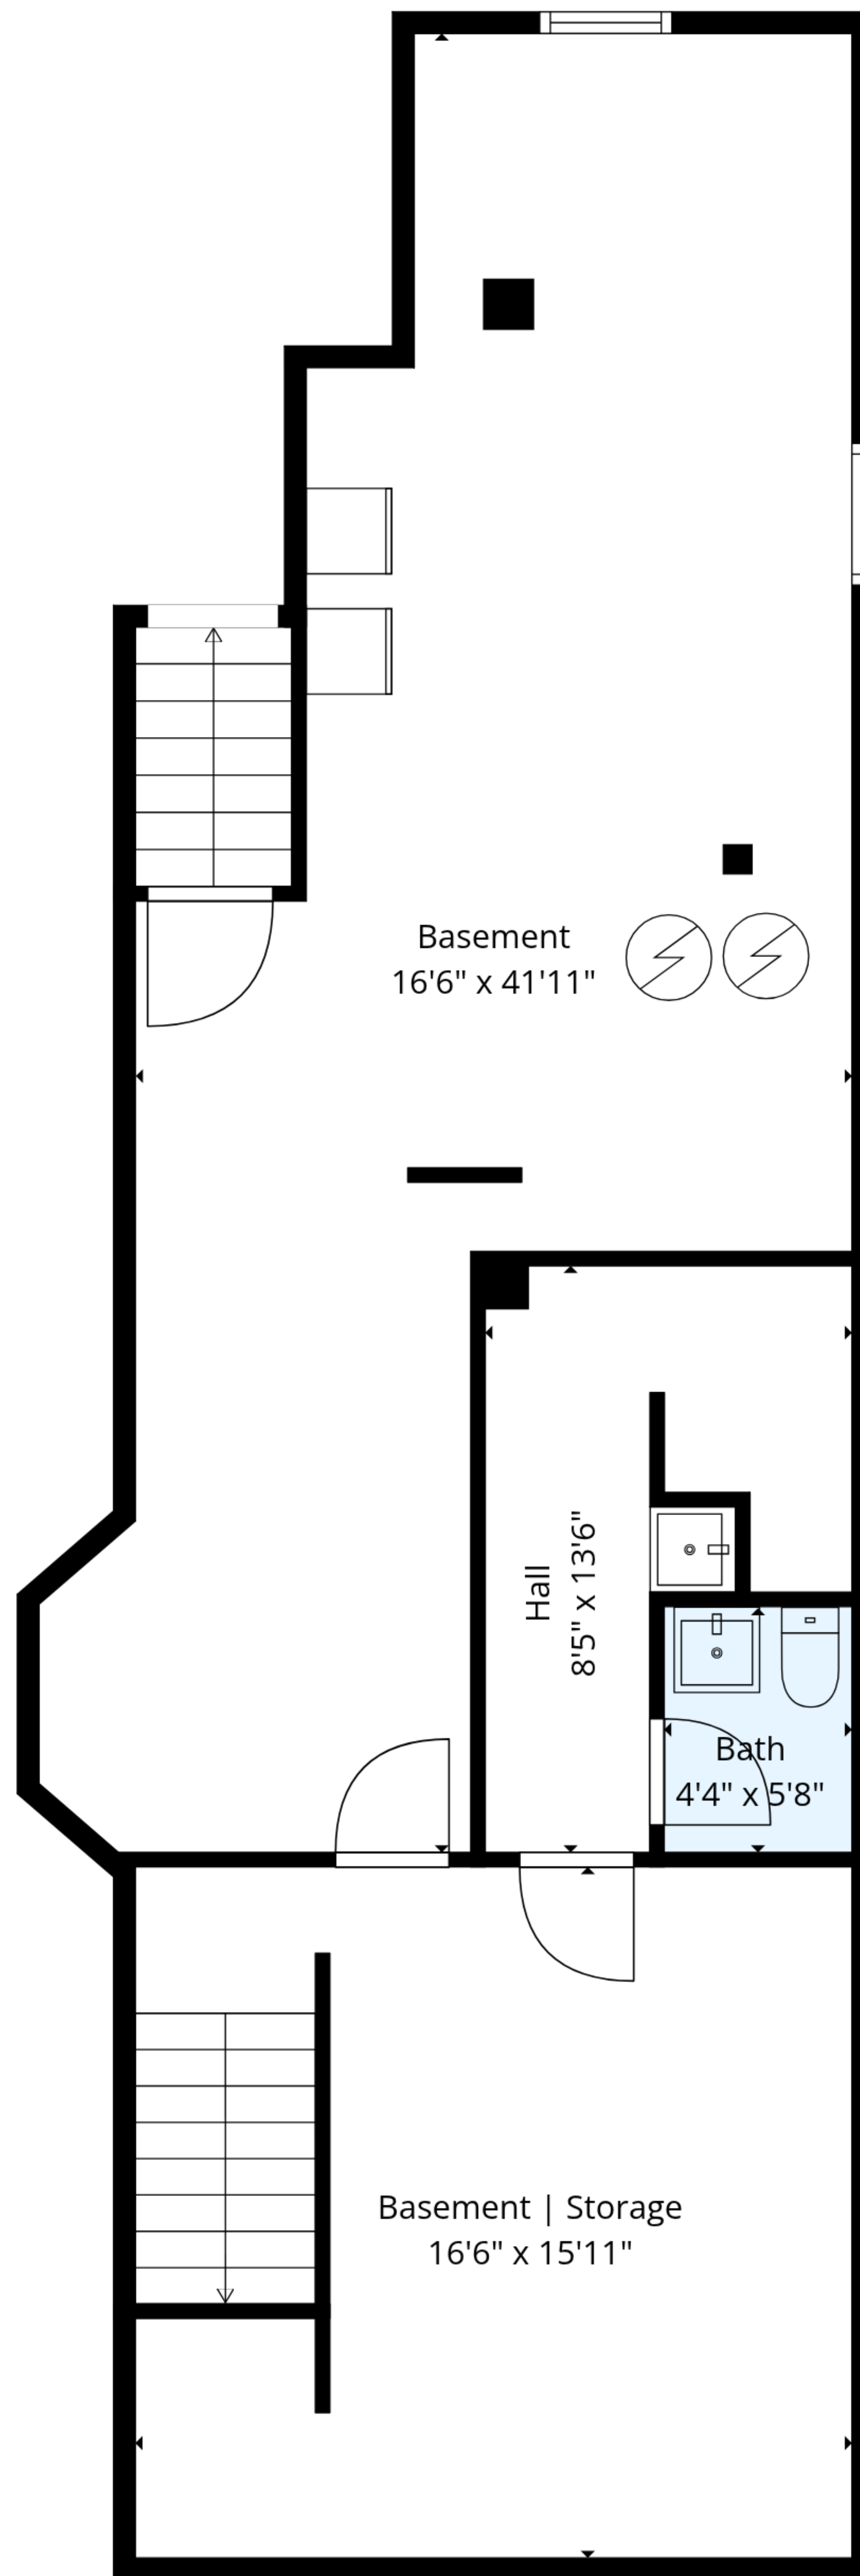 Basement
16'6" x 41'11"
Hall
8'5" x 13'6"
Bath
4'4" x 5'8"
Basement | Storage
16'6" x 15'11"